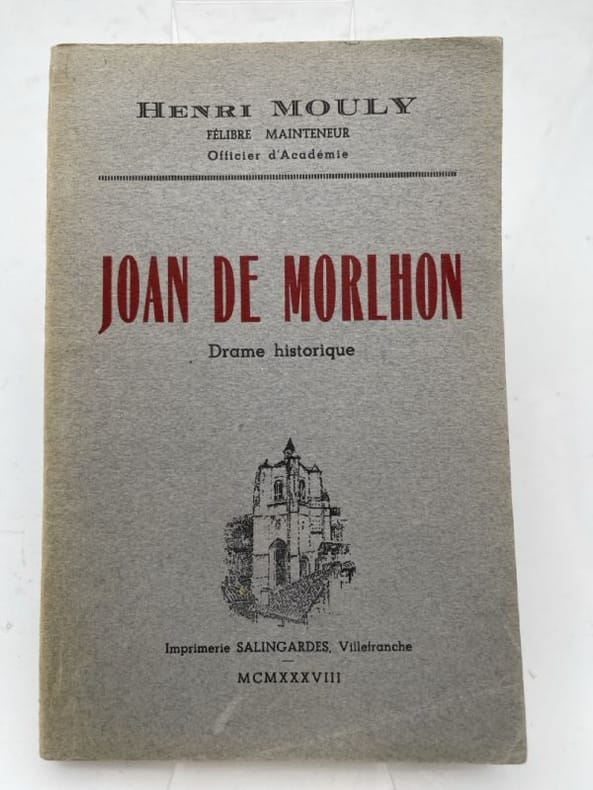 HENRI MOULY
FÉLIBRE MAINTENEUR
Officier d'Académie
JOAN DE MORLHON
Drame historique
Imprimerie SALINGARDES, Villefranche
MCMXXXVIII